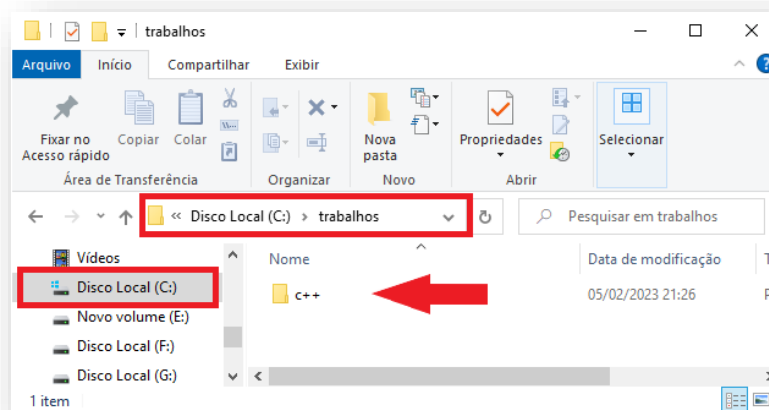 trabalhos
Arquivo Início Compartilhar Exibir
Fixar no Acesso rápido
Copiar
Colar
Nova pasta
Propriedades
Selecionar
Área de Transferência Organizar Novo Abrir
« Disco Local (C:) › trabalhos
Pesquisar em trabalhos
Vídeos
Disco Local (C:)
Novo volume (E:)
Disco Local (F:)
Disco Local (G:)
Nome Data de modificação
c++ 05/02/2023 21:26
1 item